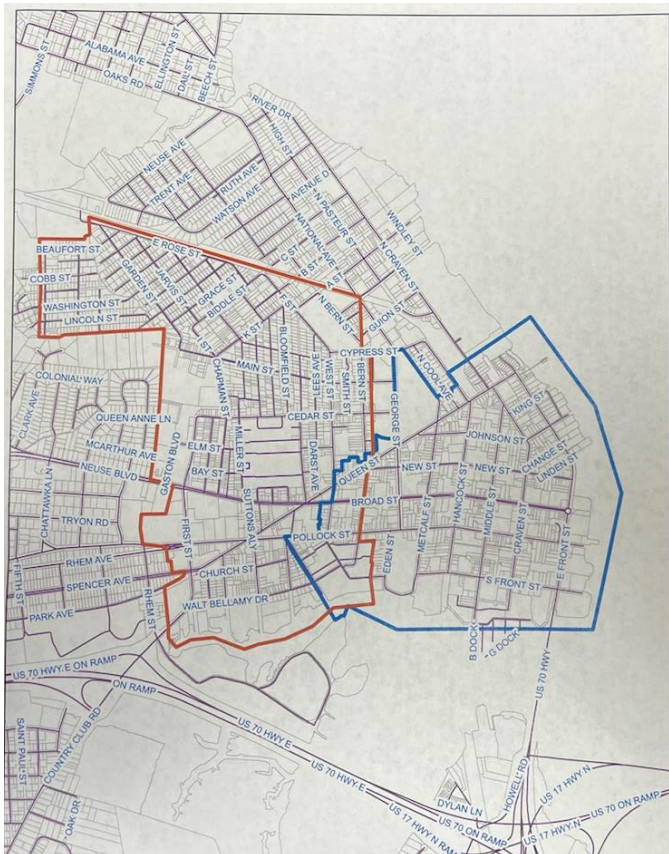 SIMMONS ST
ALABAMA AVE
ELLINGTON ST
DAIL ST
BEECH ST
OAKS RD
RIVER DR
HIGH ST
NEUSE AVE
TRENT AVE
RUTH AVE
WATSON AVE
AVENUE D
N PASTEUR ST
NATIONAL AVE
WINDLEY ST
N CRAVEN ST
BEAUFORT ST
E ROSE ST
C ST
B ST
A ST
COBB ST
GARDEN ST
JARVIS ST
GRACE ST
BIDDLE ST
F ST
N BERN ST
GUION ST
WASHINGTON ST
LINCOLN ST
K ST
I ST
BLOOMFIELD ST
LEES AVE
WEST ST
SMITH ST
BERN ST
CYPRESS ST
N COOL AVE
MAIN ST
CHAPMAN ST
COLONIAL WAY
CLARK AVE
QUEEN ANNE LN
CEDAR ST
GEORGE ST
KING ST
MCARTHUR AVE
GASTON BLVD
ELM ST
MILLER ST
DARST AVE
JOHNSON ST
NEUSE BLVD
BAY ST
QUEEN ST
NEW ST
NEW ST
CHANGE ST
LINDEN ST
CHATTAWKA LN
SUTTONS ALY
BROAD ST
METCALF ST
HANCOCK ST
MIDDLE ST
CRAVEN ST
TRYON RD
FIRST ST
POLLOCK ST
EDEN ST
E FRONT ST
RHEM AVE
FIFTH ST
SPENCER AVE
CHURCH ST
S FRONT ST
PARK AVE
RHEM ST
WALT BELLAMY DR
B DOCK
G DOCK
US 70 HWY
US 70 HWY E ON RAMP
ON RAMP
COUNTRY CLUB RD
SAINT PAUL ST
OAK DR
US 70 HWY E
US 70 HWY E
HOWELL RD
DYLAN LN
US 17 HWY N
US 70 ON RAMP
US 70 ON RAMP
US 17 HWY N
US 17 HWY N RAMP